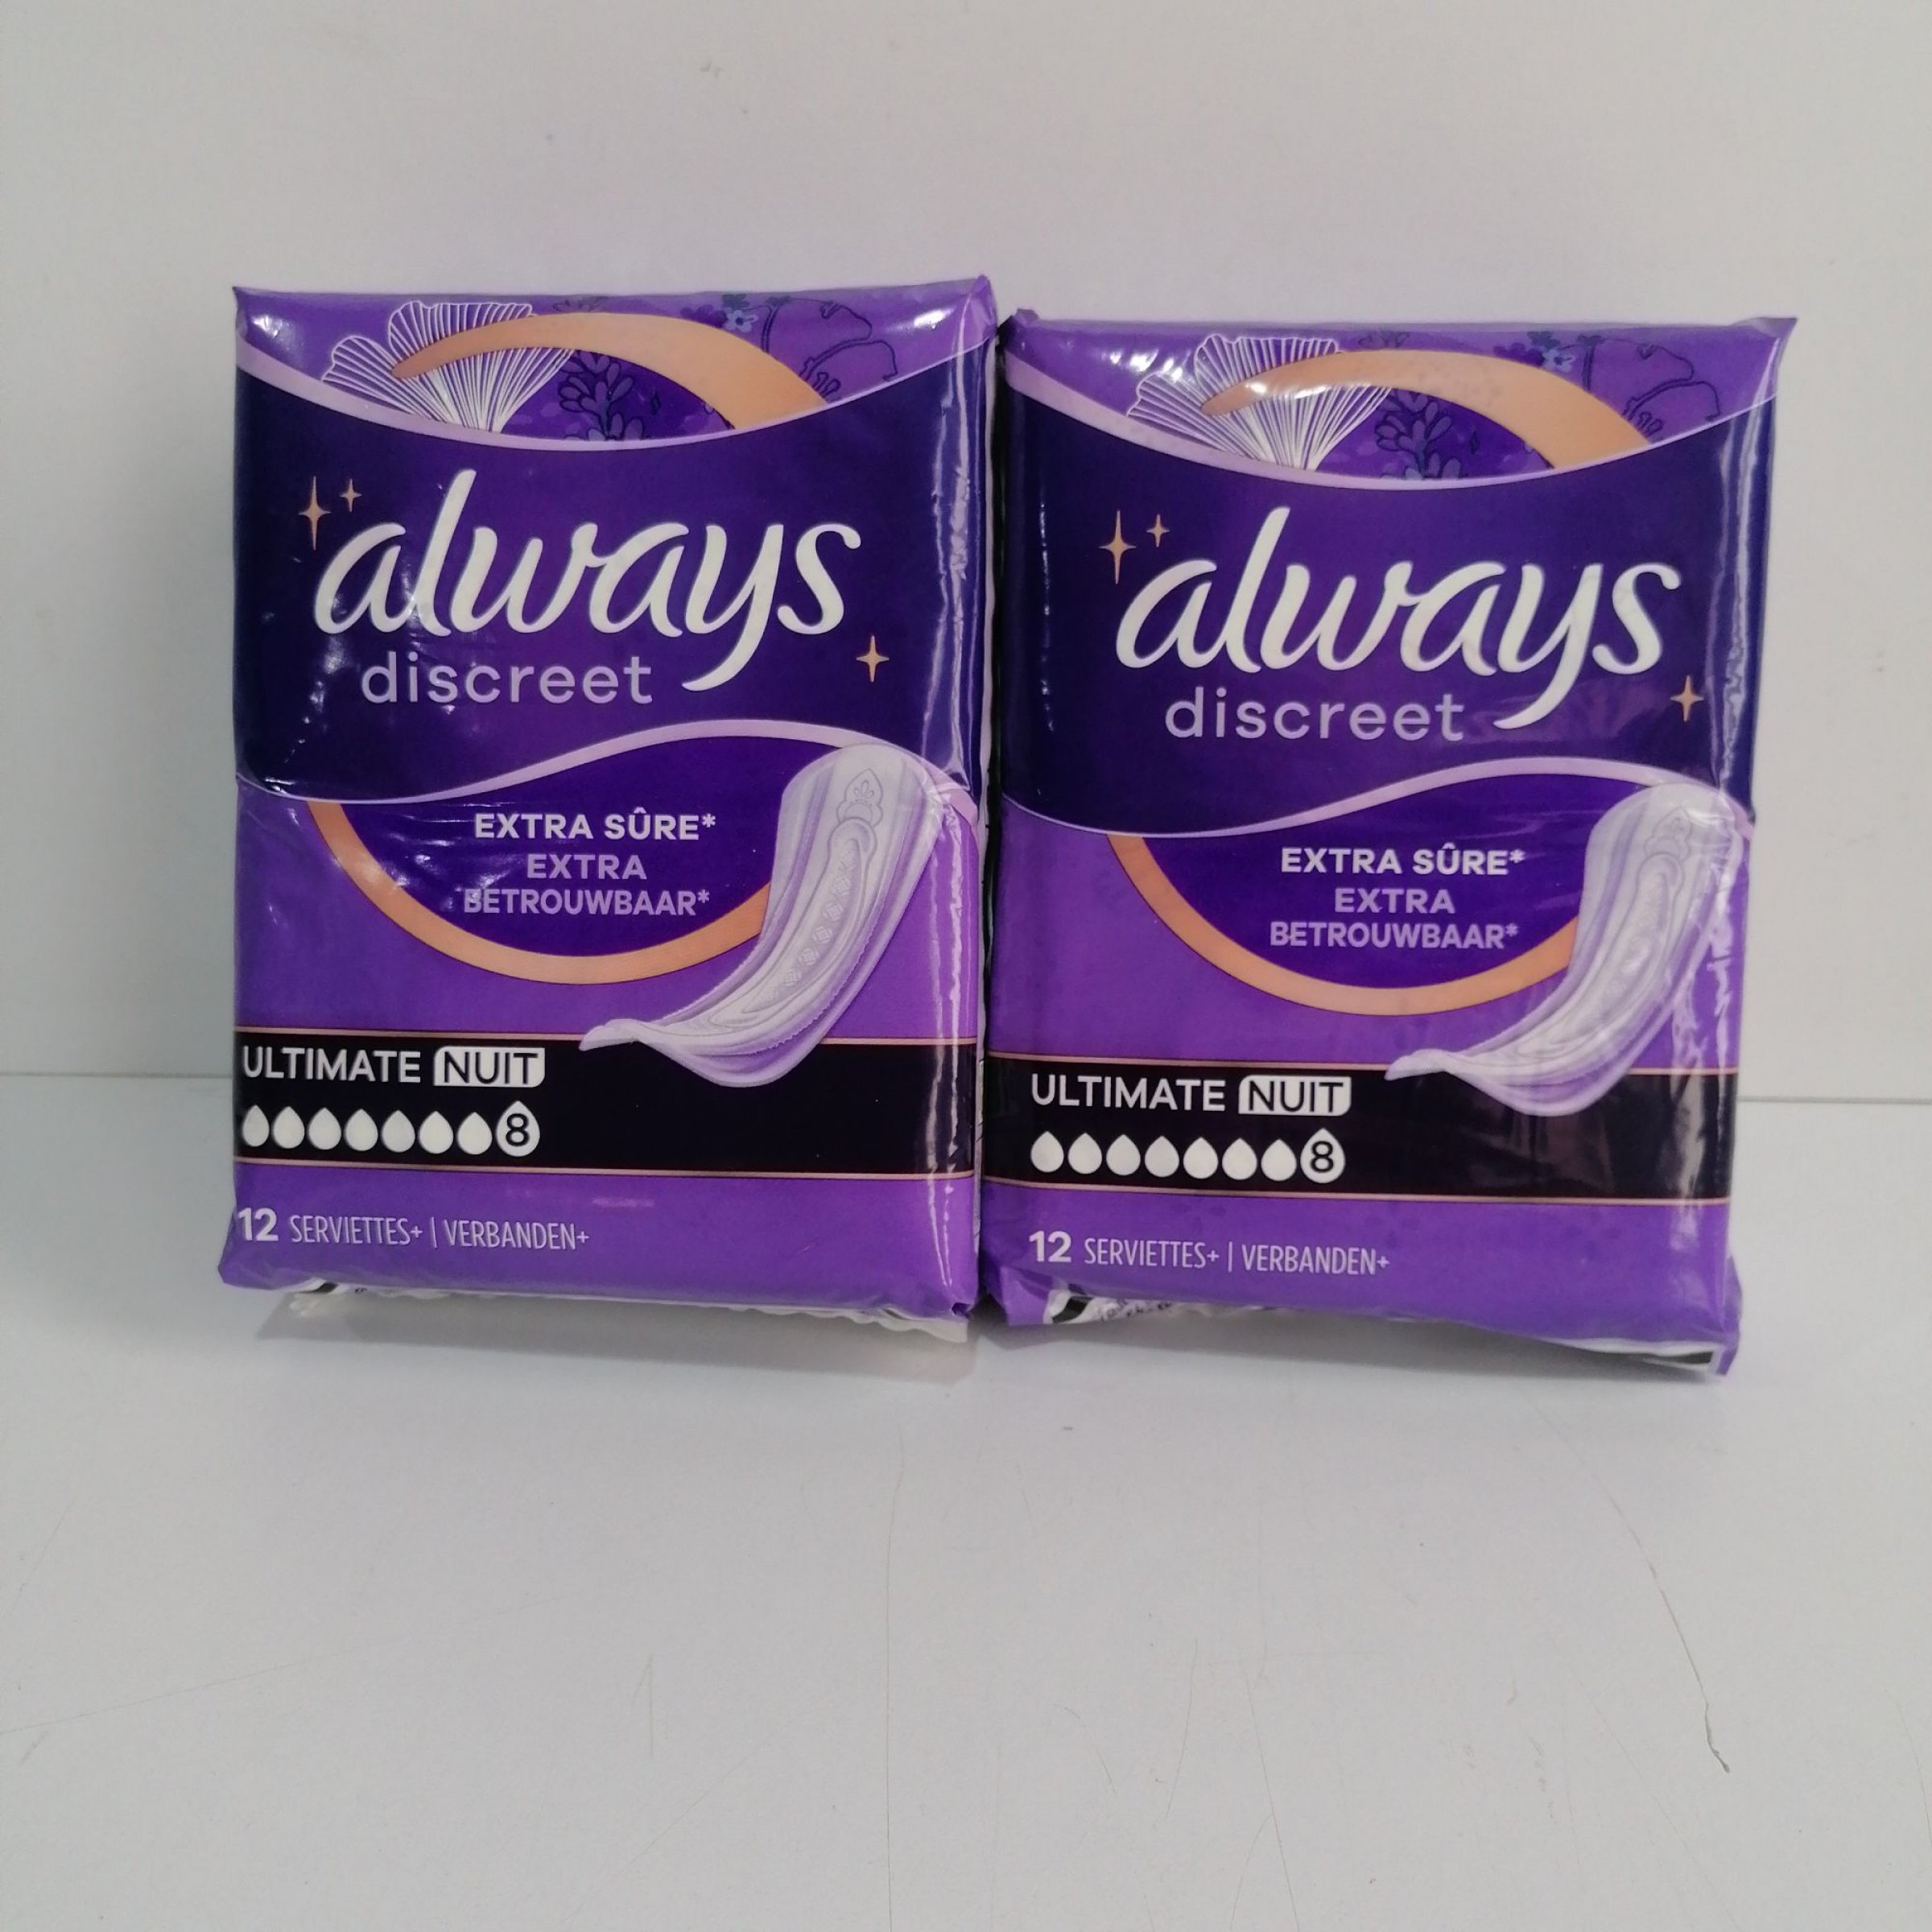 always
discreet
EXTRA SÛRE*
EXTRA
BETROUWBAAR*
ULTIMATE NUIT
8
12 SERVIETTES+ | VERBANDEN+
always
discreet
EXTRA SÛRE*
EXTRA
BETROUWBAAR*
ULTIMATE NUIT
8
12 SERVIETTES+ | VERBANDEN+